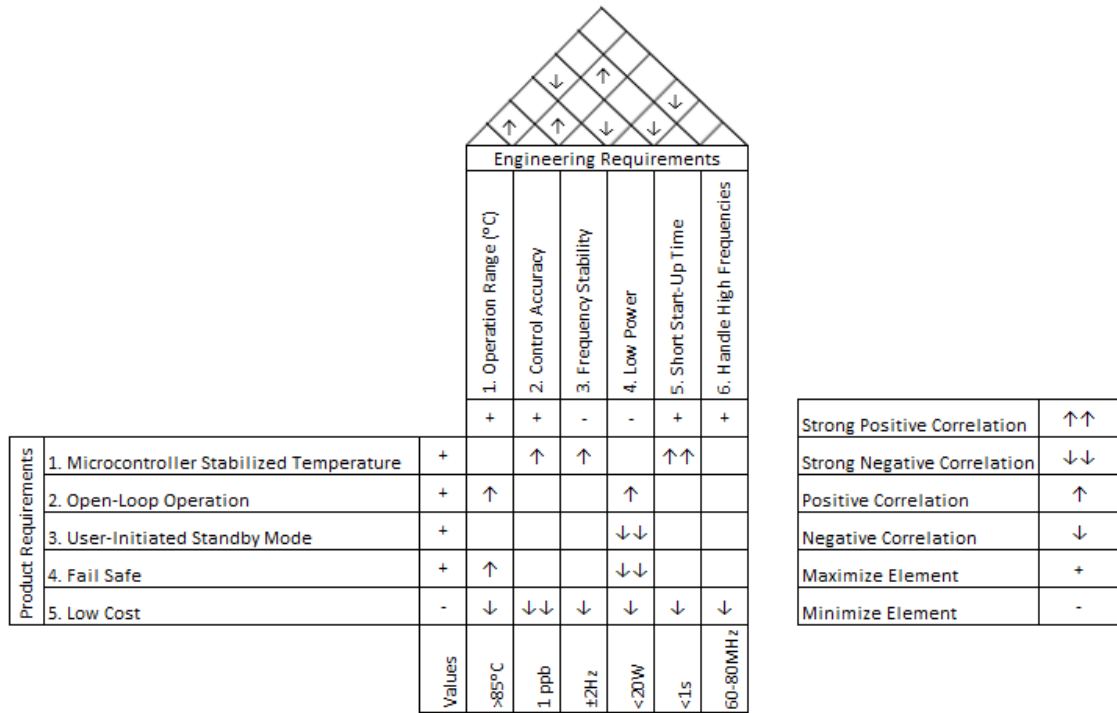 ↑
↓ ↑ ↓
↑ ↑ ↓ ↓
Engineering Requirements
1. Operation Range (°C)
2. Control Accuracy
3. Frequency Stability
4. Low Power
5. Short Start-Up Time
6. Handle High Frequencies
+ + - - + +
Product Requirements
1. Microcontroller Stabilized Temperature + ↑ ↑ ↑↑
2. Open-Loop Operation + ↑ ↑
3. User-Initiated Standby Mode + ↓↓
4. Fail Safe + ↑ ↓↓
5. Low Cost - ↓ ↓↓ ↓ ↓ ↓ ↓
Values
>85°C
1 ppb
±2Hz
<20W
<1s
60-80MHz
Strong Positive Correlation ↑↑
Strong Negative Correlation ↓↓
Positive Correlation ↑
Negative Correlation ↓
Maximize Element +
Minimize Element -